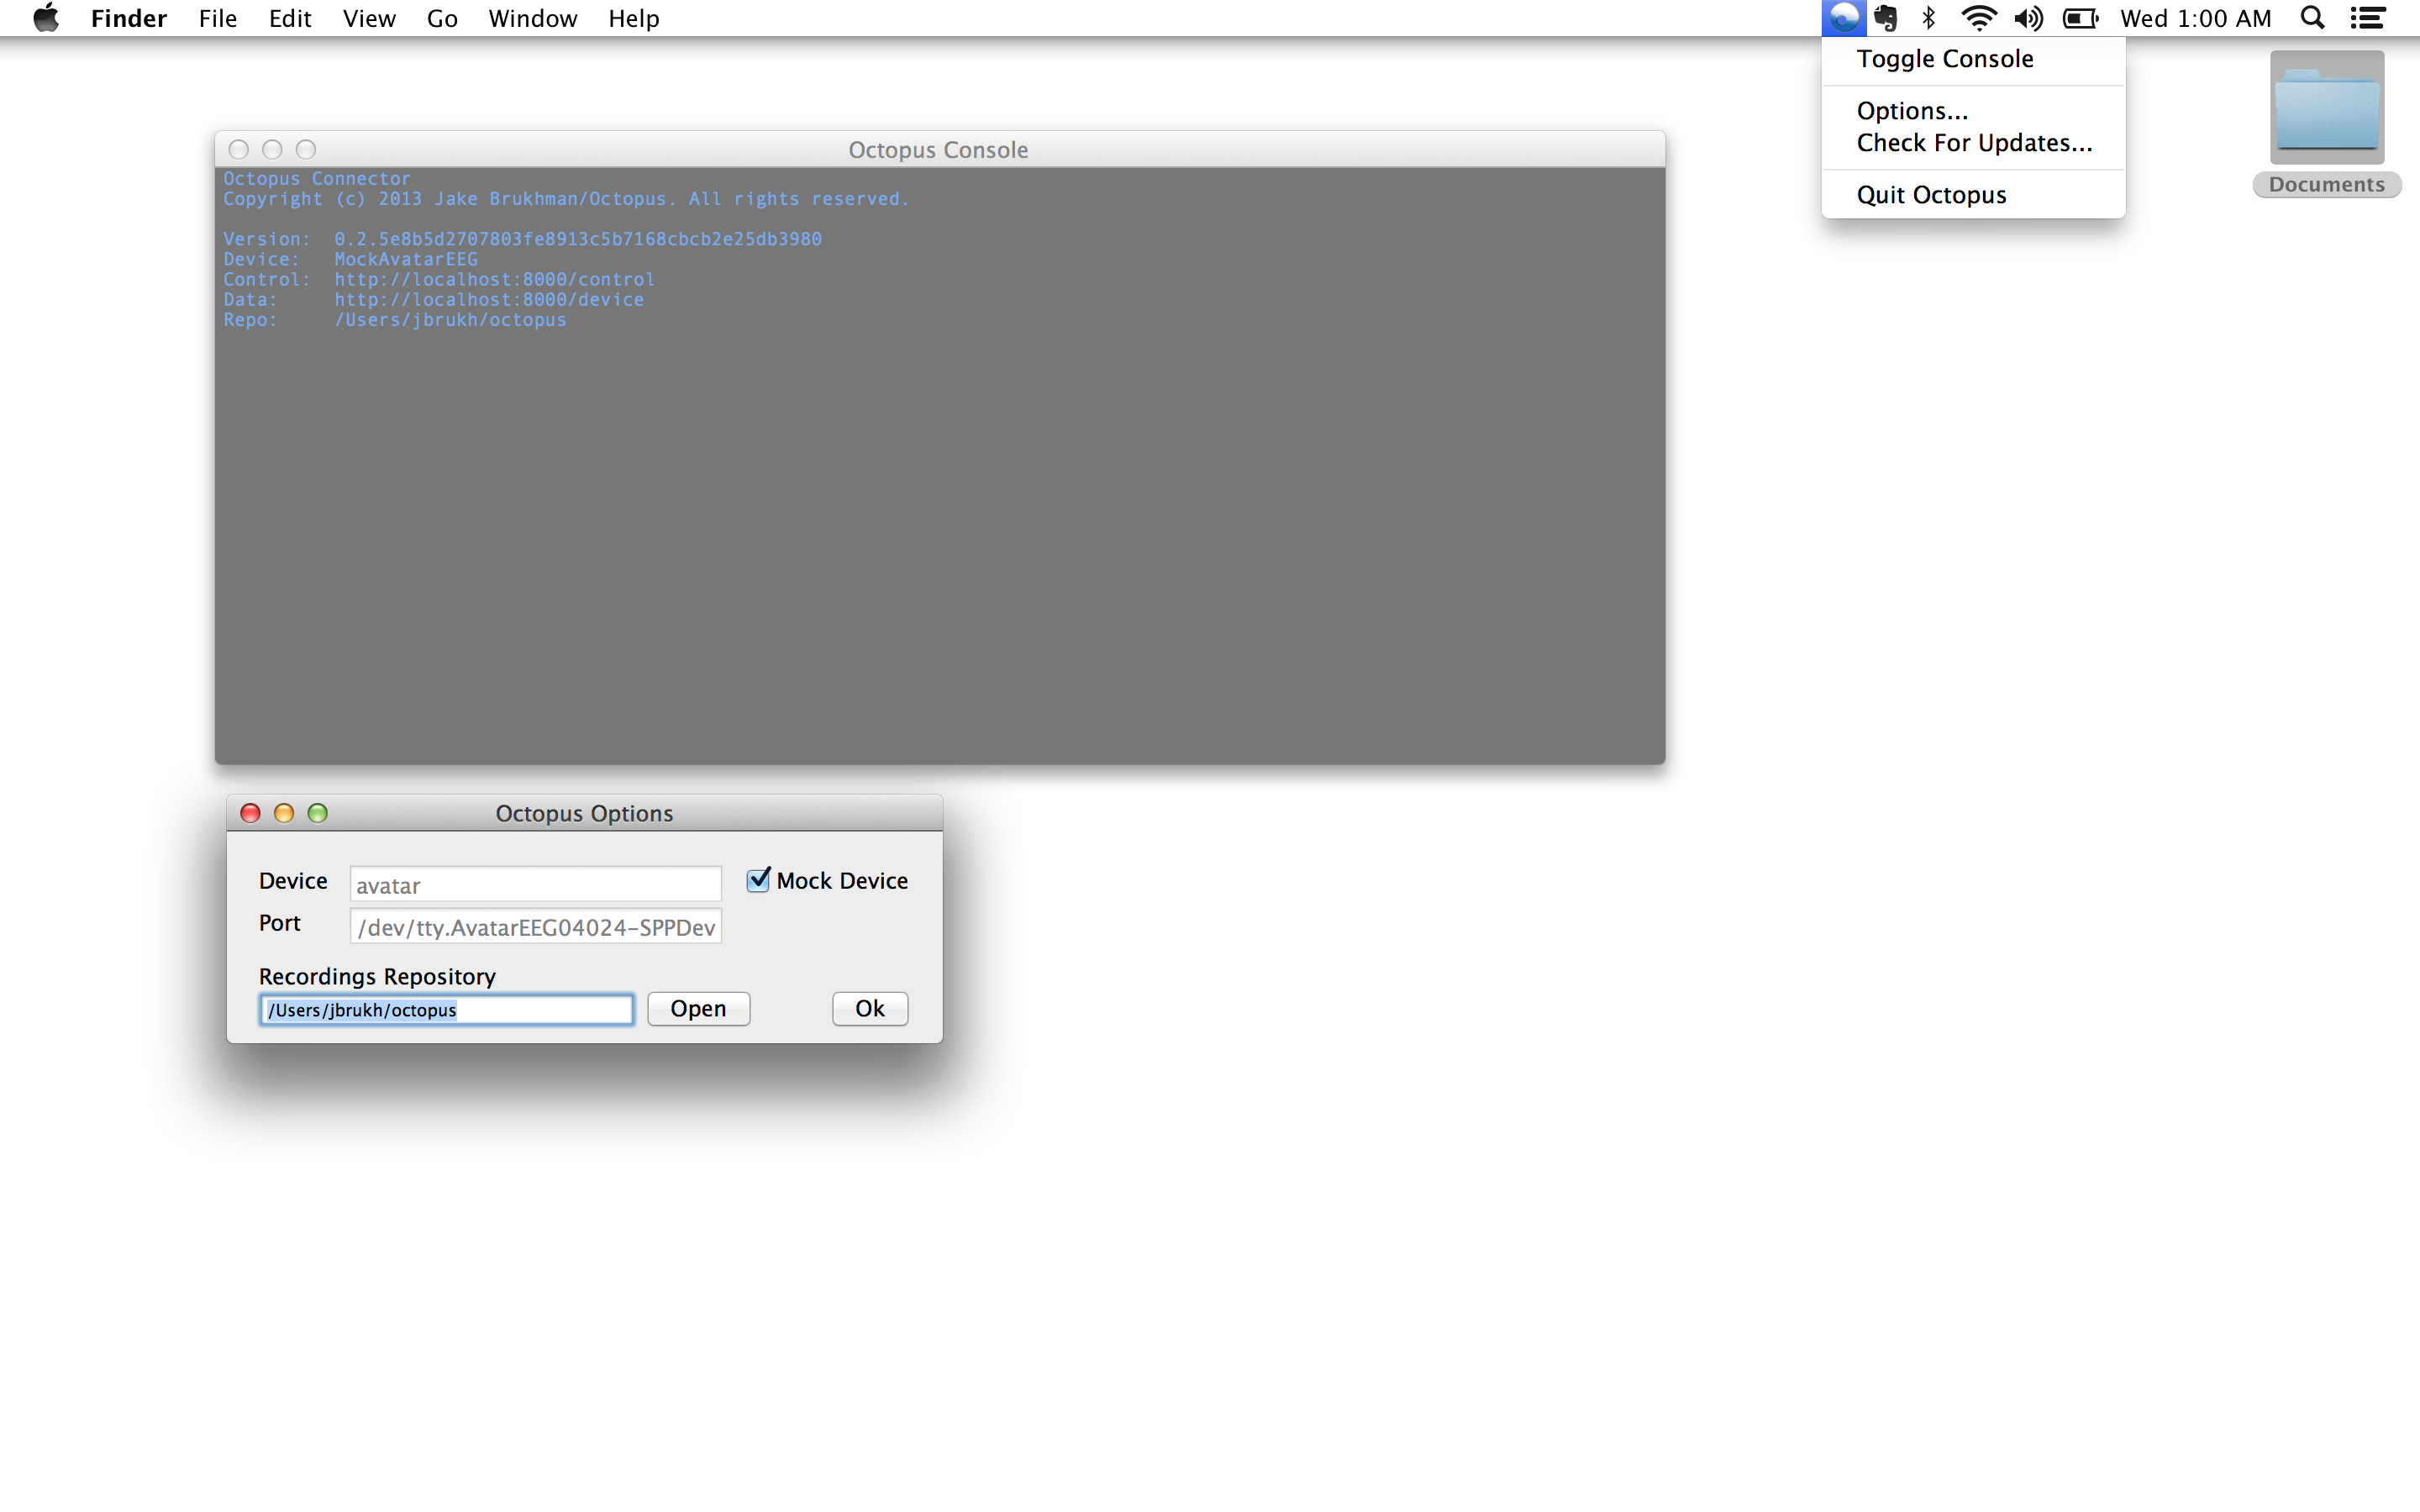 Finder File Edit View Go Window Help Wed 1:00 AM
Toggle Console
Options...
Check For Updates...
Quit Octopus
Documents
Octopus Console
Octopus Connector
Copyright (c) 2013 Jake Brukhman/Octopus. All rights reserved.
Version: 0.2.5e8b5d2707803fe8913c5b7168cbcb2e25db3980
Device: MockAvatarEEG
Control: http://localhost:8000/control
Data: http://localhost:8000/device
Repo: /Users/jbrukh/octopus
Octopus Options
Device avatar Mock Device
Port /dev/tty.AvatarEEG04024-SPPDev
Recordings Repository
/Users/jbrukh/octopus Open Ok